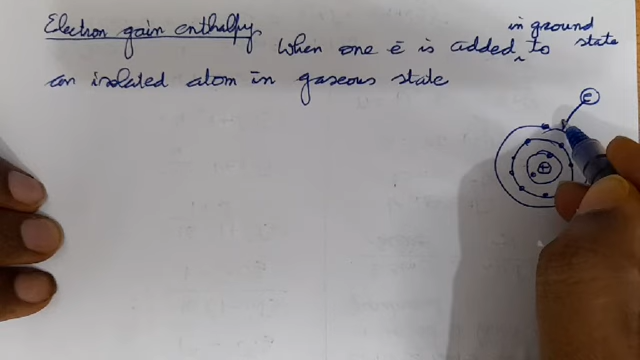 Electron gain enthalpy. When one ē is added ^ to
in ground state
an isolated atom in gaseous state
e
+